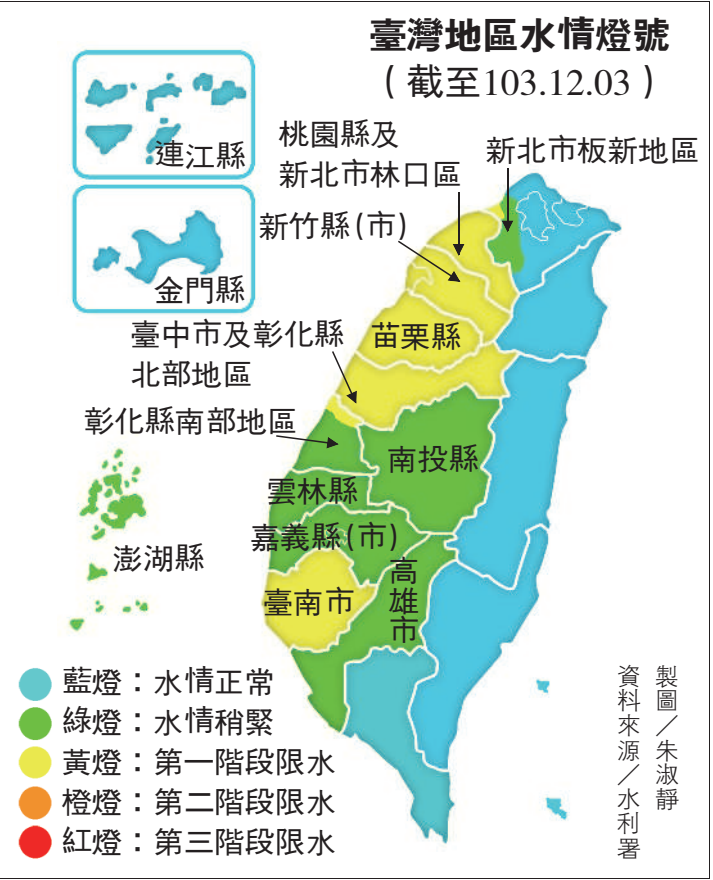 臺灣地區水情燈號
(截至103.12.03)
連江縣
金門縣
桃園縣及
新北市林口區
新北市板新地區
新竹縣(市)
苗栗縣
臺中市及彰化縣
北部地區
彰化縣南部地區
南投縣
雲林縣
嘉義縣(市)
澎湖縣
高雄市
臺南市
藍燈：水情正常
綠燈：水情稍緊
黃燈：第一階段限水
橙燈：第二階段限水
紅燈：第三階段限水
製圖／朱淑靜
資料來源／水利署